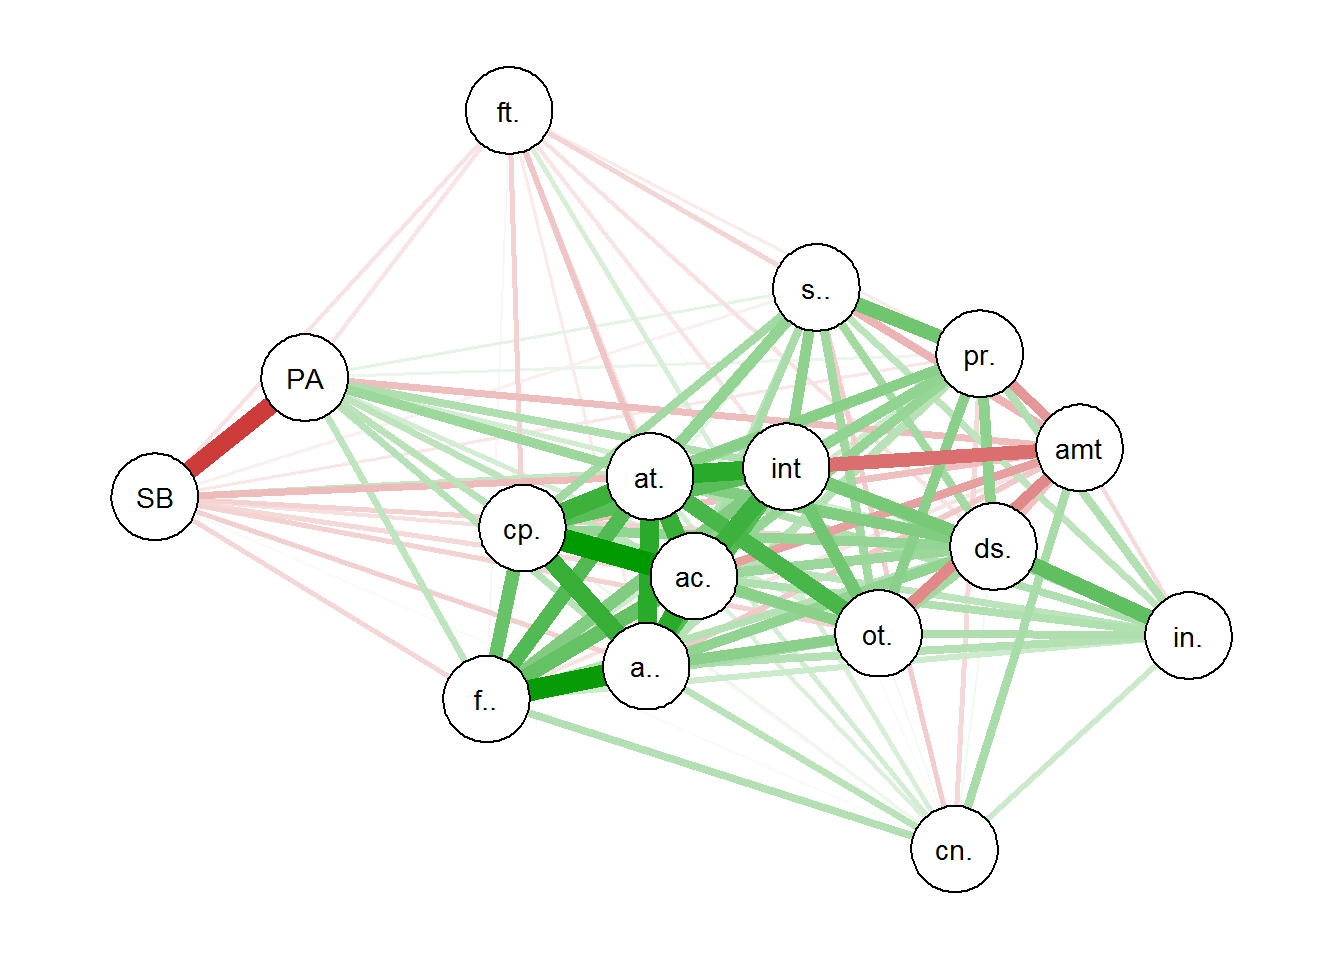 ft.
s..
pr.
PA
amt
int
at.
SB
cp.
ds.
ac.
ot.
in.
a..
f..
cn.